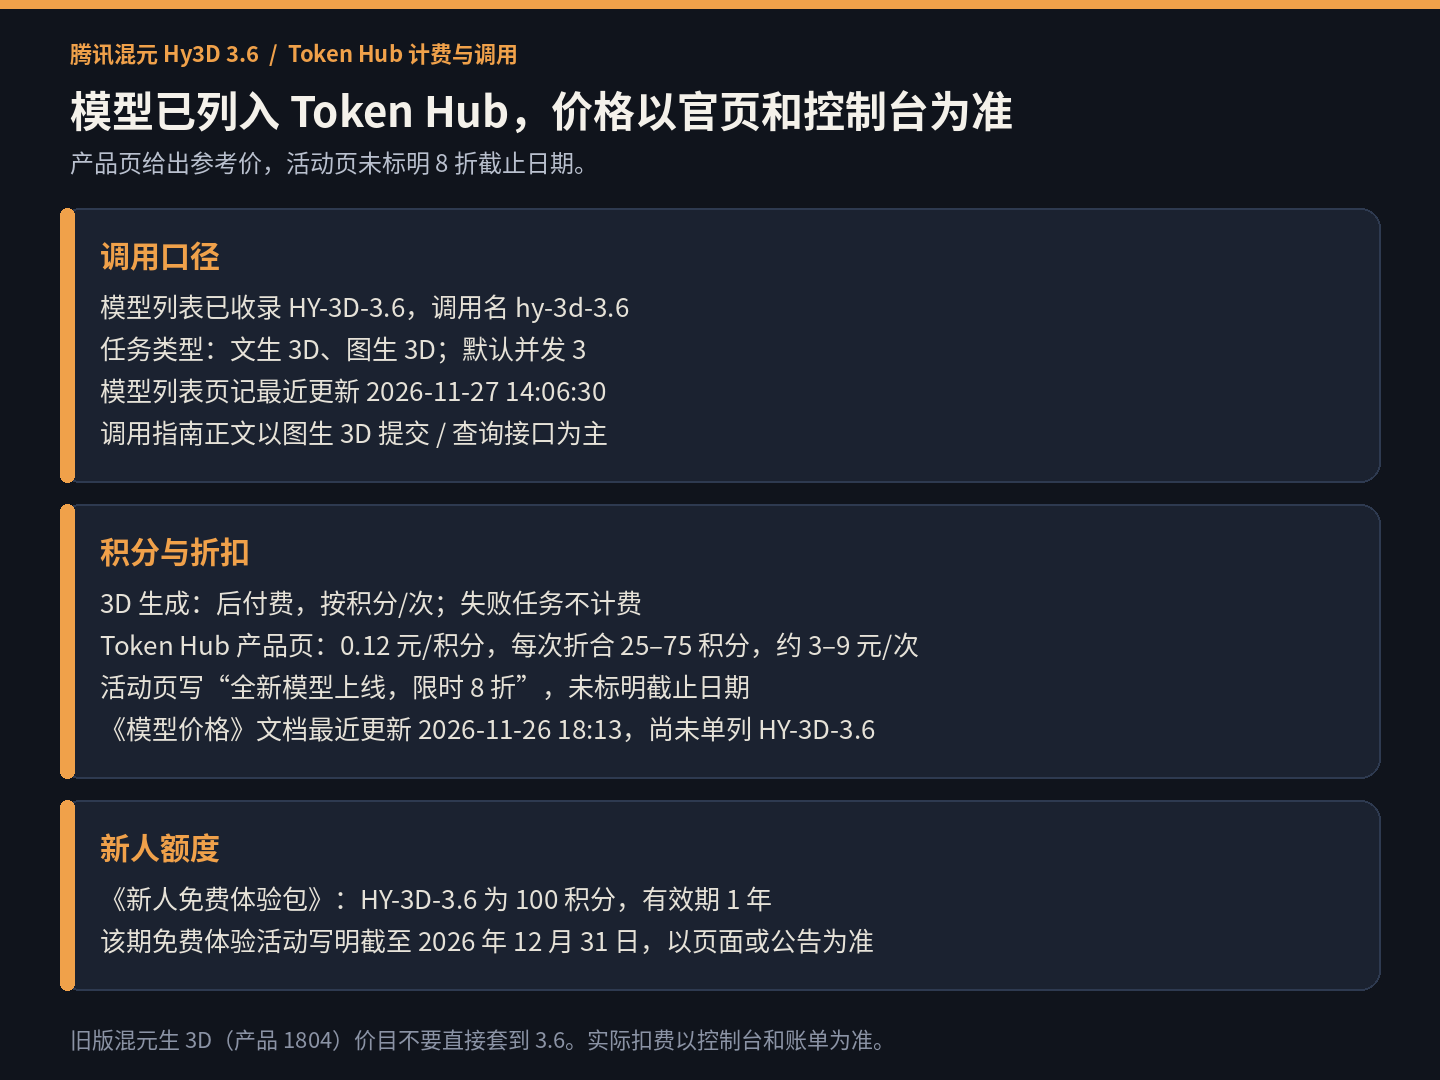 腾讯混元 Hy3D 3.6 / Token Hub 计费与调用
模型已列入 Token Hub，价格以官页和控制台为准
产品页给出参考价，活动页未标明 8 折截止日期。
调用口径
模型列表已收录 HY-3D-3.6，调用名 hy-3d-3.6
任务类型：文生 3D、图生 3D；默认并发 3
模型列表页记最近更新 2026-11-27 14:06:30
调用指南正文以图生 3D 提交 / 查询接口为主
积分与折扣
3D 生成：后付费，按积分/次；失败任务不计费
Token Hub 产品页：0.12 元/积分，每次折合 25–75 积分，约 3–9 元/次
活动页写“全新模型上线，限时 8 折”，未标明截止日期
《模型价格》文档最近更新 2026-11-26 18:13，尚未单列 HY-3D-3.6
新人额度
《新人免费体验包》：HY-3D-3.6 为 100 积分，有效期 1 年
该期免费体验活动写明截至 2026 年 12 月 31 日，以页面或公告为准
旧版混元生 3D（产品 1804）价目不要直接套到 3.6。实际扣费以控制台和账单为准。